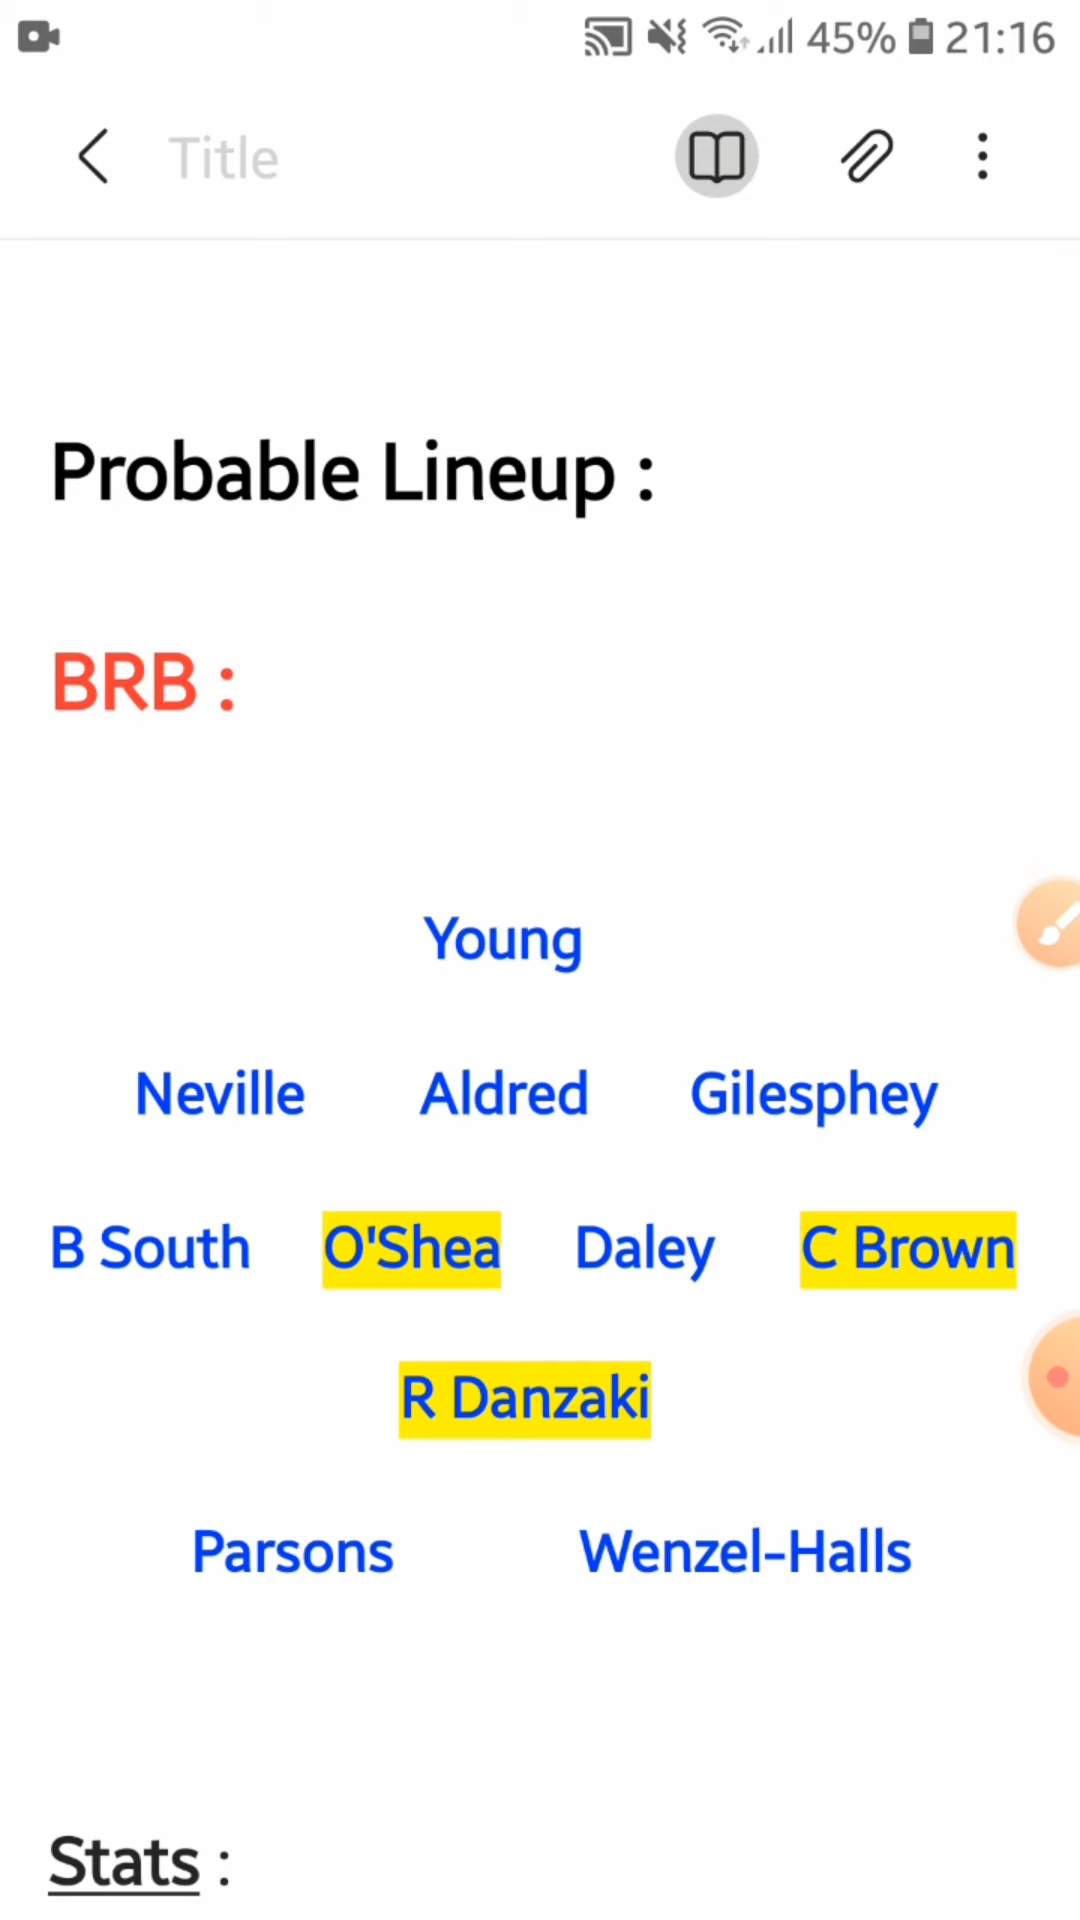 45% 21:16
Title
Probable Lineup :
BRB :
Young
Neville Aldred Gilesphey
B South O'Shea Daley C Brown
R Danzaki
Parsons Wenzel-Halls
Stats :